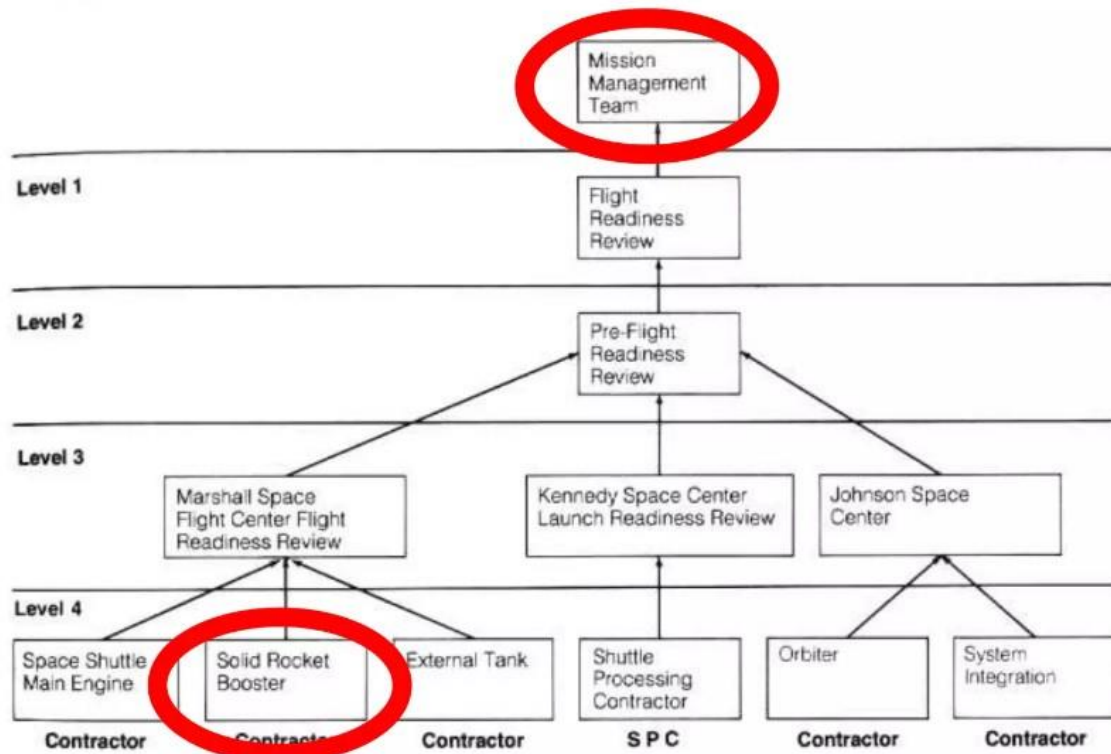 Mission
Management
Team
Level 1
Flight
Readiness
Review
Level 2
Pre-Flight
Readiness
Review
Level 3
Marshall Space
Flight Center Flight
Readiness Review
Kennedy Space Center
Launch Readiness Review
Johnson Space
Center
Level 4
Space Shuttle
Main Engine
Solid Rocket
Booster
External Tank
Shuttle
Processing
Contractor
Orbiter
System
Integration
Contractor
Contractor
Contractor
S P C
Contractor
Contractor